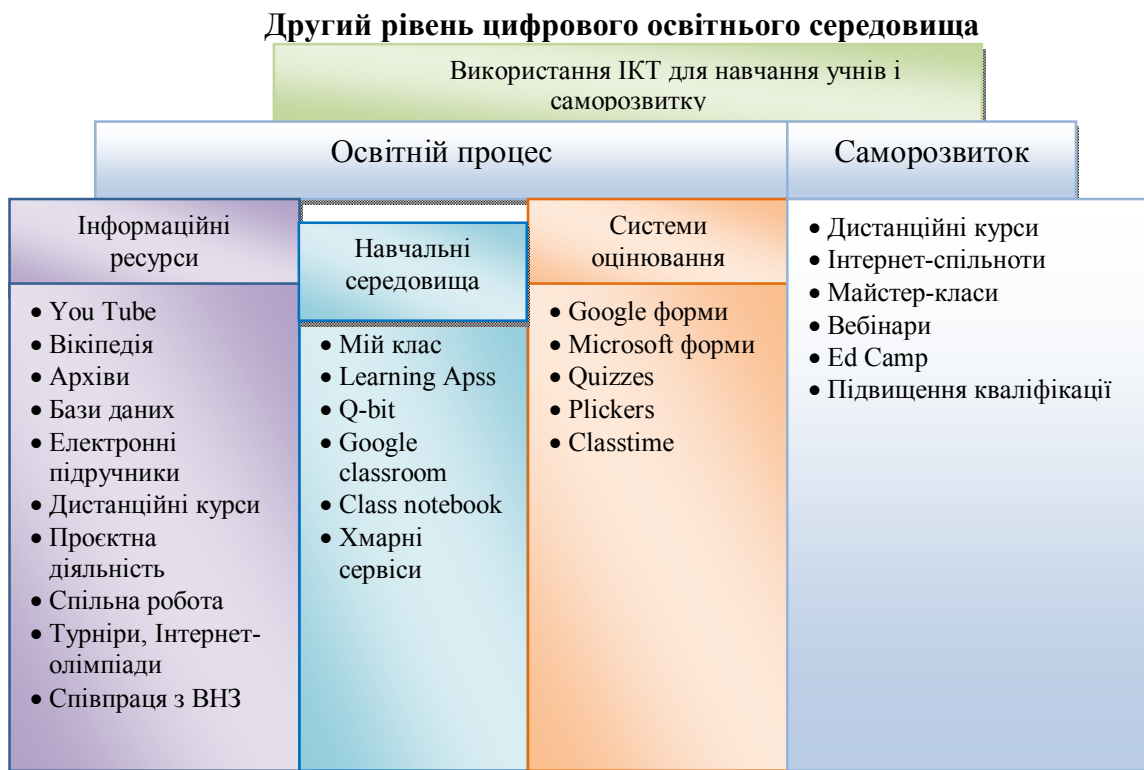 Другий рівень цифрового освітнього середовища
Використання ІКТ для навчання учнів і
саморозвитку
Освітній процес
Саморозвиток
Інформаційні
ресурси
• You Tube
• Вікіпедія
• Архіви
• Бази даних
• Електронні
підручники
• Дистанційні курси
• Проєктна
діяльність
• Спільна робота
• Турніри, Інтернет-
олімпіади
• Співпраця з ВНЗ
Навчальні
середовища
• Мій клас
• Learning Apss
• Q-bit
• Google
classroom
• Class notebook
• Хмарні
сервіси
Системи
оцінювання
• Google форми
• Microsoft форми
• Quizzes
• Plickers
• Classtime
• Дистанційні курси
• Інтернет-спільноти
• Майстер-класи
• Вебінари
• Ed Camp
• Підвищення кваліфікації